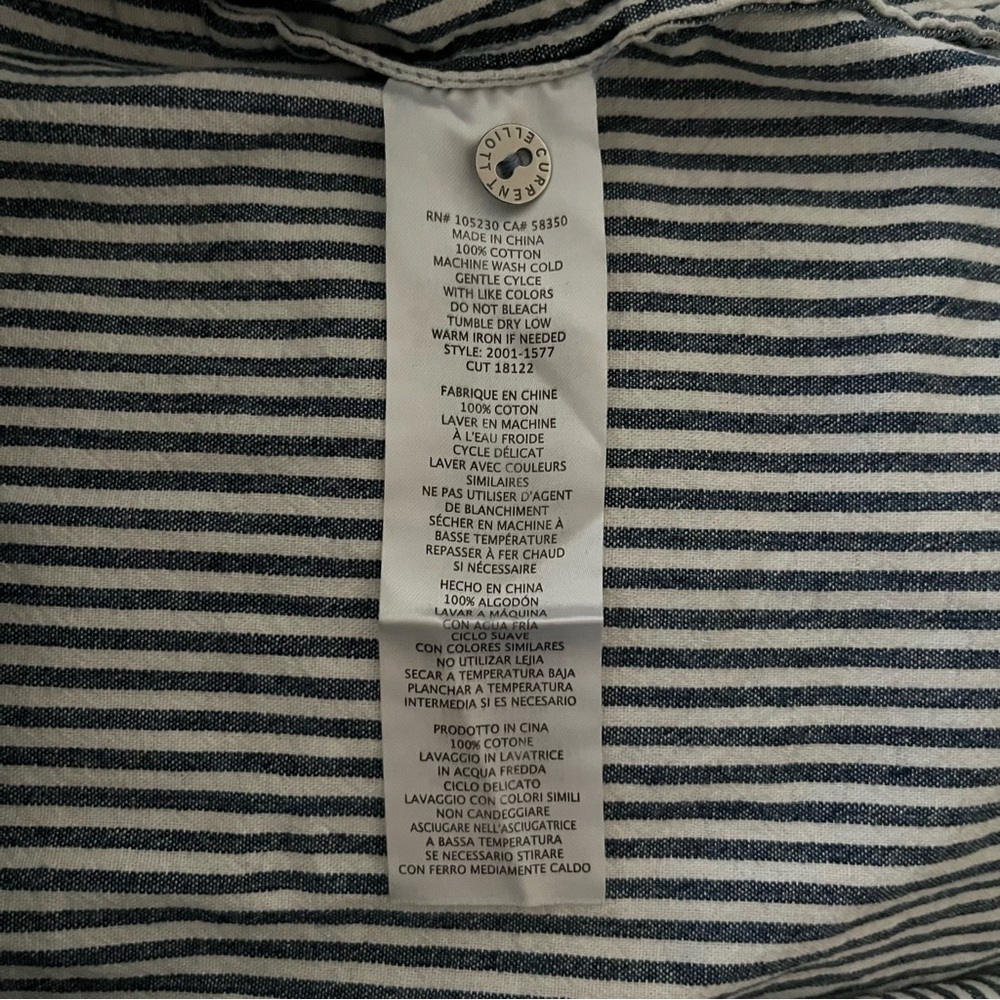 CURRENT ELLIOTT
RN# 105230 CA# 58350
MADE IN CHINA
100% COTTON
MACHINE WASH COLD
GENTLE CYLCE
WITH LIKE COLORS
DO NOT BLEACH
TUMBLE DRY LOW
WARM IRON IF NEEDED
STYLE: 2001-1577
CUT 18122
FABRIQUE EN CHINE
100% COTON
LAVER EN MACHINE
À L'EAU FROIDE
CYCLE DÉLICAT
LAVER AVEC COULEURS
SIMILAIRES
NE PAS UTILISER D'AGENT
DE BLANCHIMENT
SÉCHER EN MACHINE À
BASSE TEMPÉRATURE
REPASSER À FER CHAUD
SI NÉCESSAIRE
HECHO EN CHINA
100% ALGODÓN
LAVAR A MÁQUINA
CON AGUA FRÍA
CICLO SUAVE
CON COLORES SIMILARES
NO UTILIZAR LEJIA
SECAR A TEMPERATURA BAJA
PLANCHAR A TEMPERATURA
INTERMEDIA SI ES NECESARIO
PRODOTTO IN CINA
100% COTONE
LAVAGGIO IN LAVATRICE
IN ACQUA FREDDA
CICLO DELICATO
LAVAGGIO CON COLORI SIMILI
NON CANDEGGIARE
ASCIUGARE NELL'ASCIUGATRICE
A BASSA TEMPERATURA
SE NECESSARIO STIRARE
CON FERRO MEDIAMENTE CALDO